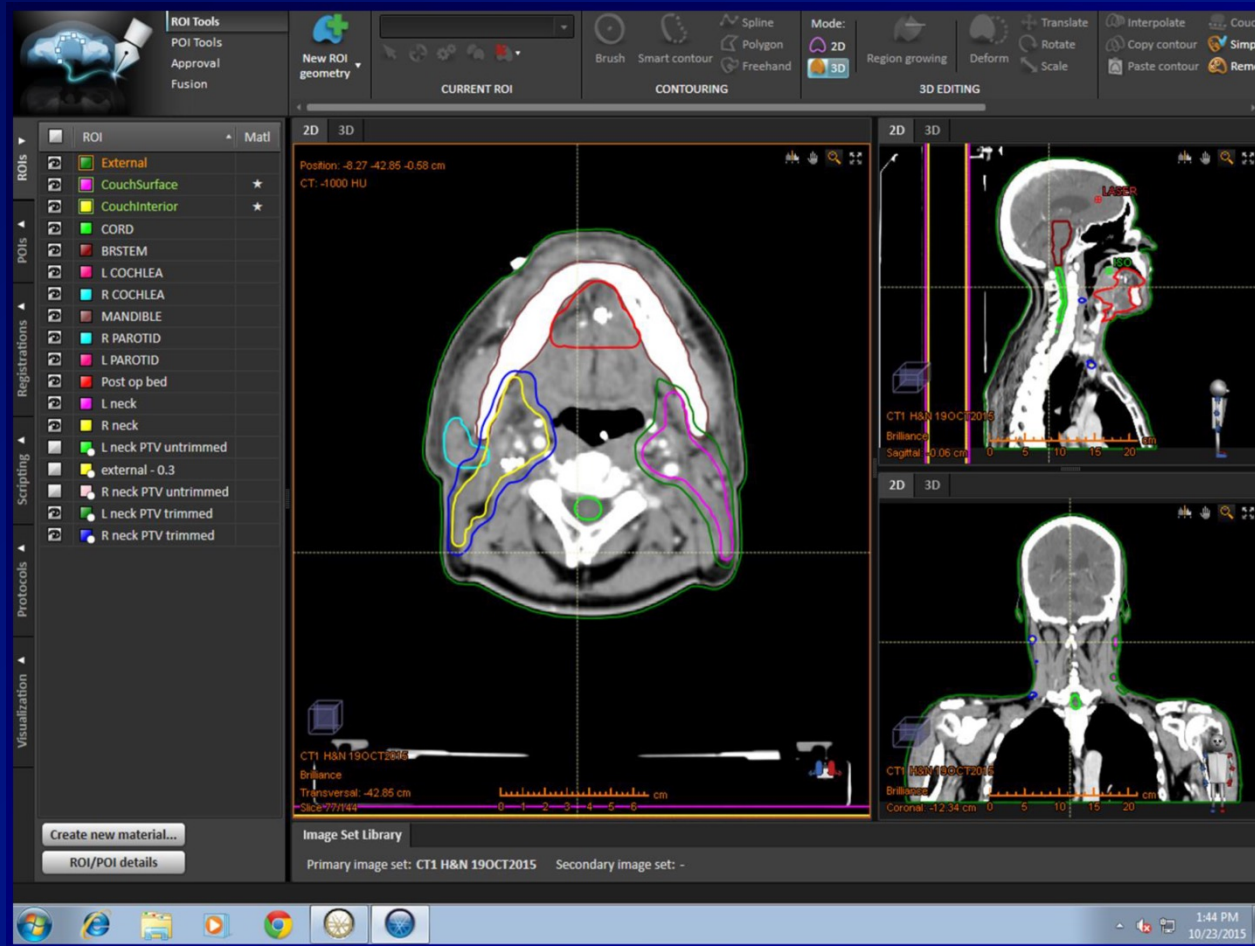 ROI Tools
POI Tools
Approval
Fusion
New ROI
geometry
CURRENT ROI
Brush
Smart contour
Spline
Polygon
Freehand
CONTOURING
Mode:
2D
3D
Region growing
Deform
Translate
Rotate
Scale
3D EDITING
Interpolate
Copy contour
Paste contour
Couc
Simp
Remo
ROIs
POIs
Registrations
Scripting
Protocols
Visualization
ROI Matl
External
CouchSurface ★
CouchInterior ★
CORD
BRSTEM
L COCHLEA
R COCHLEA
MANDIBLE
R PAROTID
L PAROTID
Post op bed
L neck
R neck
L neck PTV untrimmed
external - 0.3
R neck PTV untrimmed
L neck PTV trimmed
R neck PTV trimmed
Create new material...
ROI/POI details
2D 3D
Position: -8.27 -42.85 -0.58 cm
CT: -1000 HU
CT1 H&N 19OCT2015
Brilliance
Transversal: -42.85 cm
Slice 77/144
0 1 2 3 4 5 6 cm
2D 3D
LASER
ISO
CT1 H&N 19OCT2015
Brilliance
Sagittal -0.06 cm
0 5 10 15 20 cm
2D 3D
CT1 H&N 19OCT2015
Brilliance
Coronal -12.34 cm
0 5 10 15 20 cm
Image Set Library
Primary image set: CT1 H&N 19OCT2015 Secondary image set: -
1:44 PM
10/23/2015